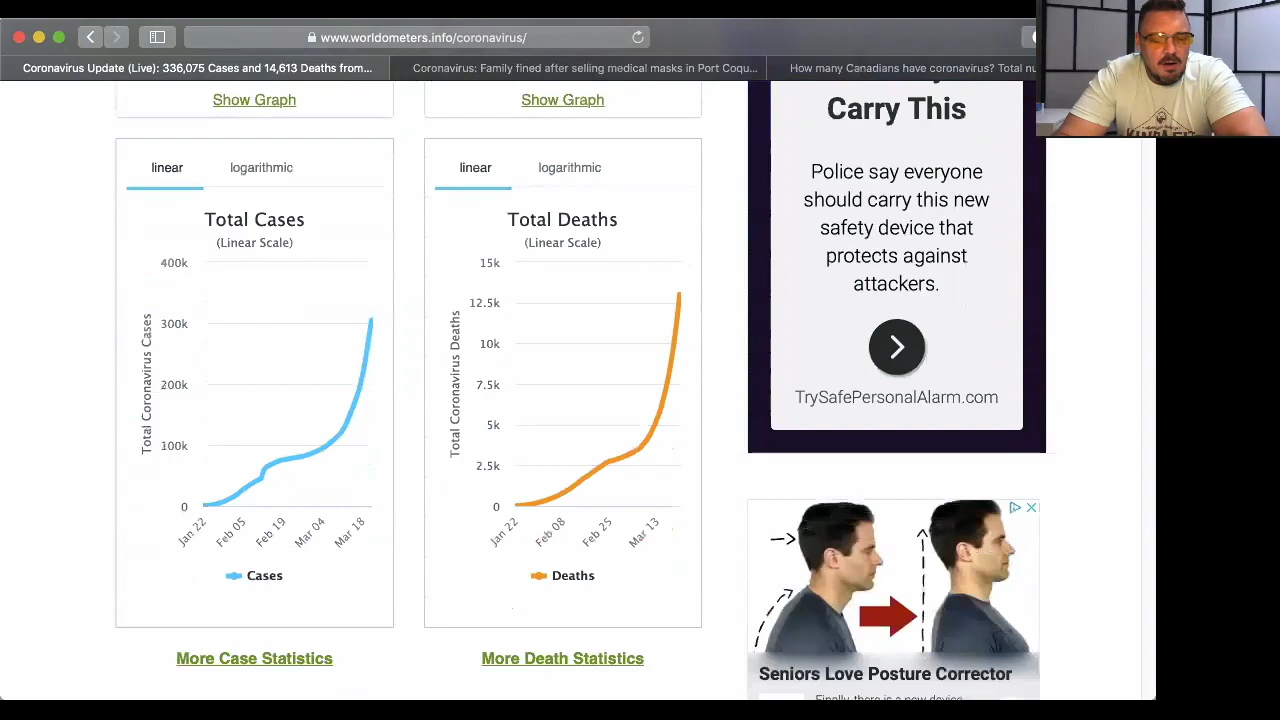 www.worldometers.info/coronavirus/
Coronavirus Update (Live): 336,075 Cases and 14,613 Deaths from...
Coronavirus: Family fined after selling medical masks in Port Coqu...
How many Canadians have coronavirus? Total nu
Show Graph
Show Graph
linear
logarithmic
Total Cases
(Linear Scale)
400k
300k
200k
100k
0
Total Coronavirus Cases
Jan 22
Feb 05
Feb 19
Mar 04
Mar 18
Cases
linear
logarithmic
Total Deaths
(Linear Scale)
15k
12.5k
10k
7.5k
5k
2.5k
0
Total Coronavirus Deaths
Jan 22
Feb 08
Feb 25
Mar 13
Deaths
More Case Statistics
More Death Statistics
Carry This
Police say everyone
should carry this new
safety device that
protects against
attackers.
TrySafePersonalAlarm.com
Seniors Love Posture Corrector
Finally, there is a new device